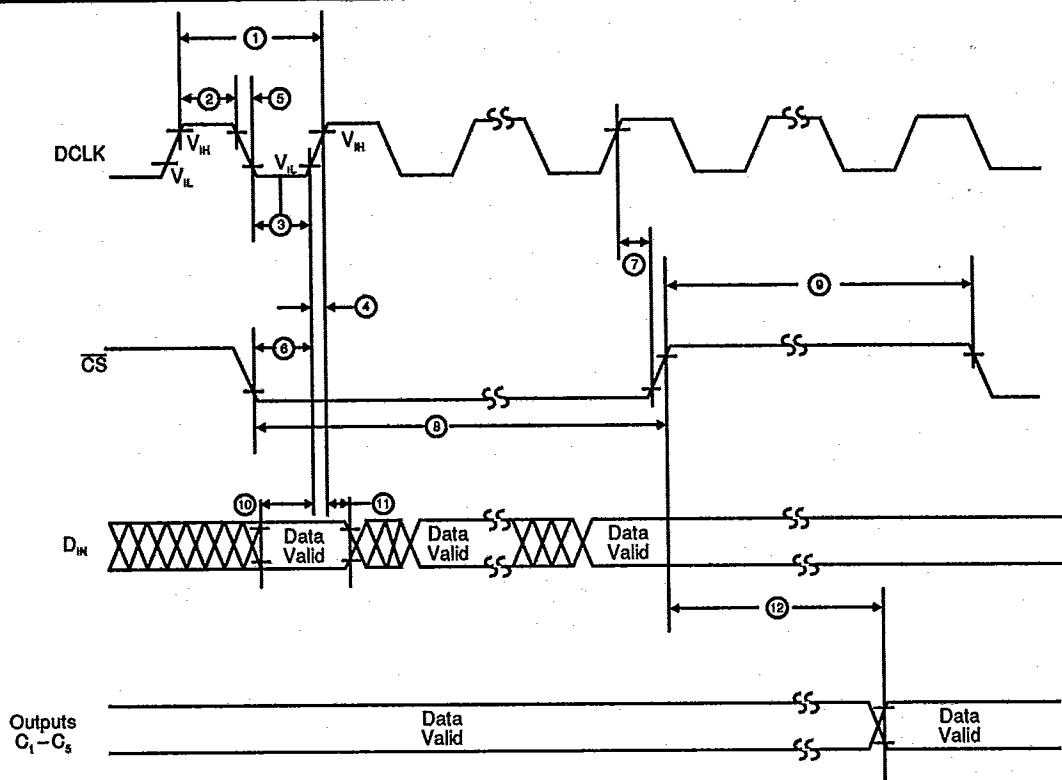 ①
② ⑤
DCLK V_IH V_IL V_IH
V_IL
③
⑦
④ ⑨
C̅S̅ ⑥
⑧
⑩ ⑪
D_IN Data Valid Data Valid Data Valid
⑫
Outputs
C₁–C₅
Data
Valid
Data
Valid